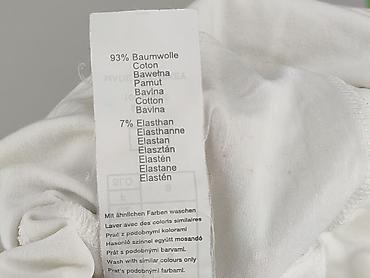 93% Baumwolle
Coton
Bawełna
Pamut
Bavlna
Cotton
Bavlna
7% Elasthan
Elasthanne
Elastan
Elasztán
Elastén
Elastane
Elastén
Mit ähnlichen Farben waschen
Laver avec des coloris similaires
Prać z podobnymi kolorami
Hasonló színnel együtt mosandó
Prát s podobnými barvami.
Wash with similar colours only
Prat's podobnými farbami.